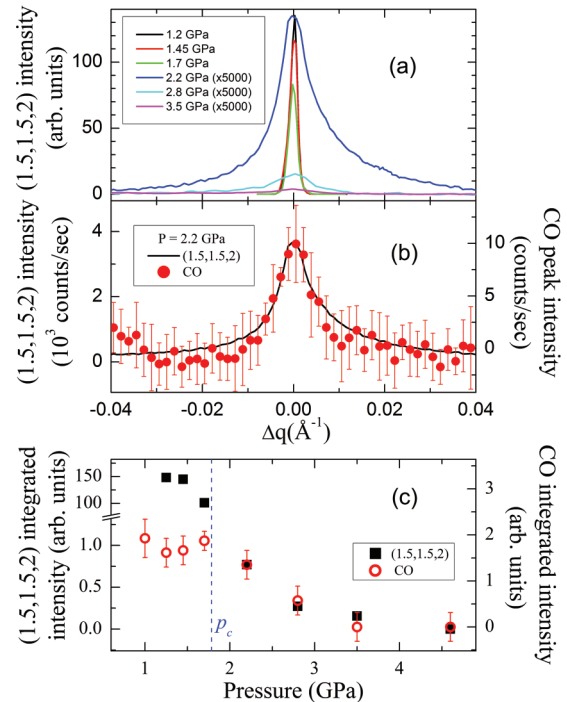 (1.5,1.5,2) intensity
(arb. units)
100
50
0
1.2 GPa
1.45 GPa
1.7 GPa
2.2 GPa (x5000)
2.8 GPa (x5000)
3.5 GPa (x5000)
(a)
(1.5,1.5,2) intensity
(10³ counts/sec)
4
2
0
P = 2.2 GPa
(1.5,1.5,2)
CO
(b)
10
5
0
CO peak intensity
(counts/sec)
-0.04
-0.02
0.00
0.02
0.04
Δq(Å⁻¹)
(1.5,1.5,2) integrated
intensity (arb. units)
150
100
1.0
0.5
0.0
(c)
(1.5,1.5,2)
CO
p_c
3
2
1
0
CO integrated intensity
(arb. units)
1
2
3
4
Pressure (GPa)